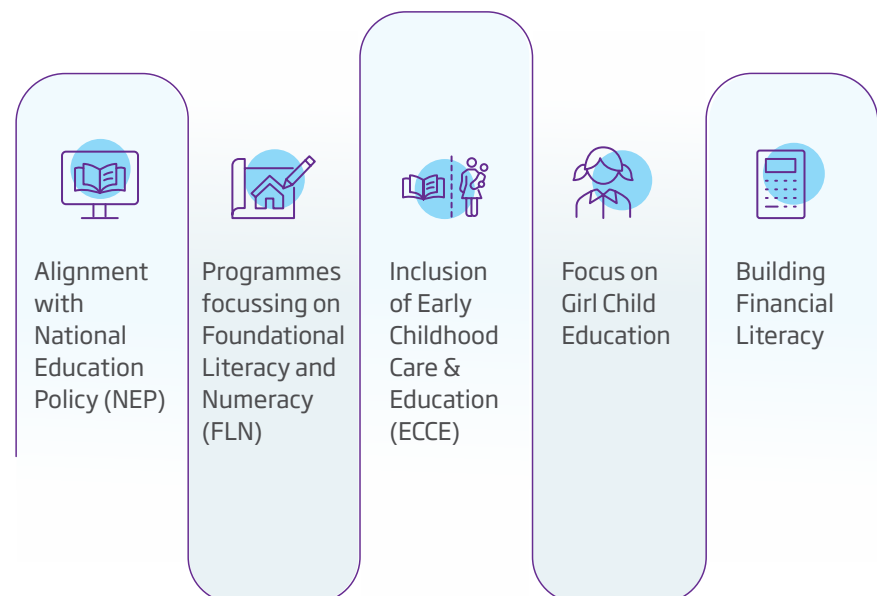 Alignment
with
National
Education
Policy (NEP)
Programmes
focussing on
Foundational
Literacy and
Numeracy
(FLN)
Inclusion
of Early
Childhood
Care &
Education
(ECCE)
Focus on
Girl Child
Education
Building
Financial
Literacy